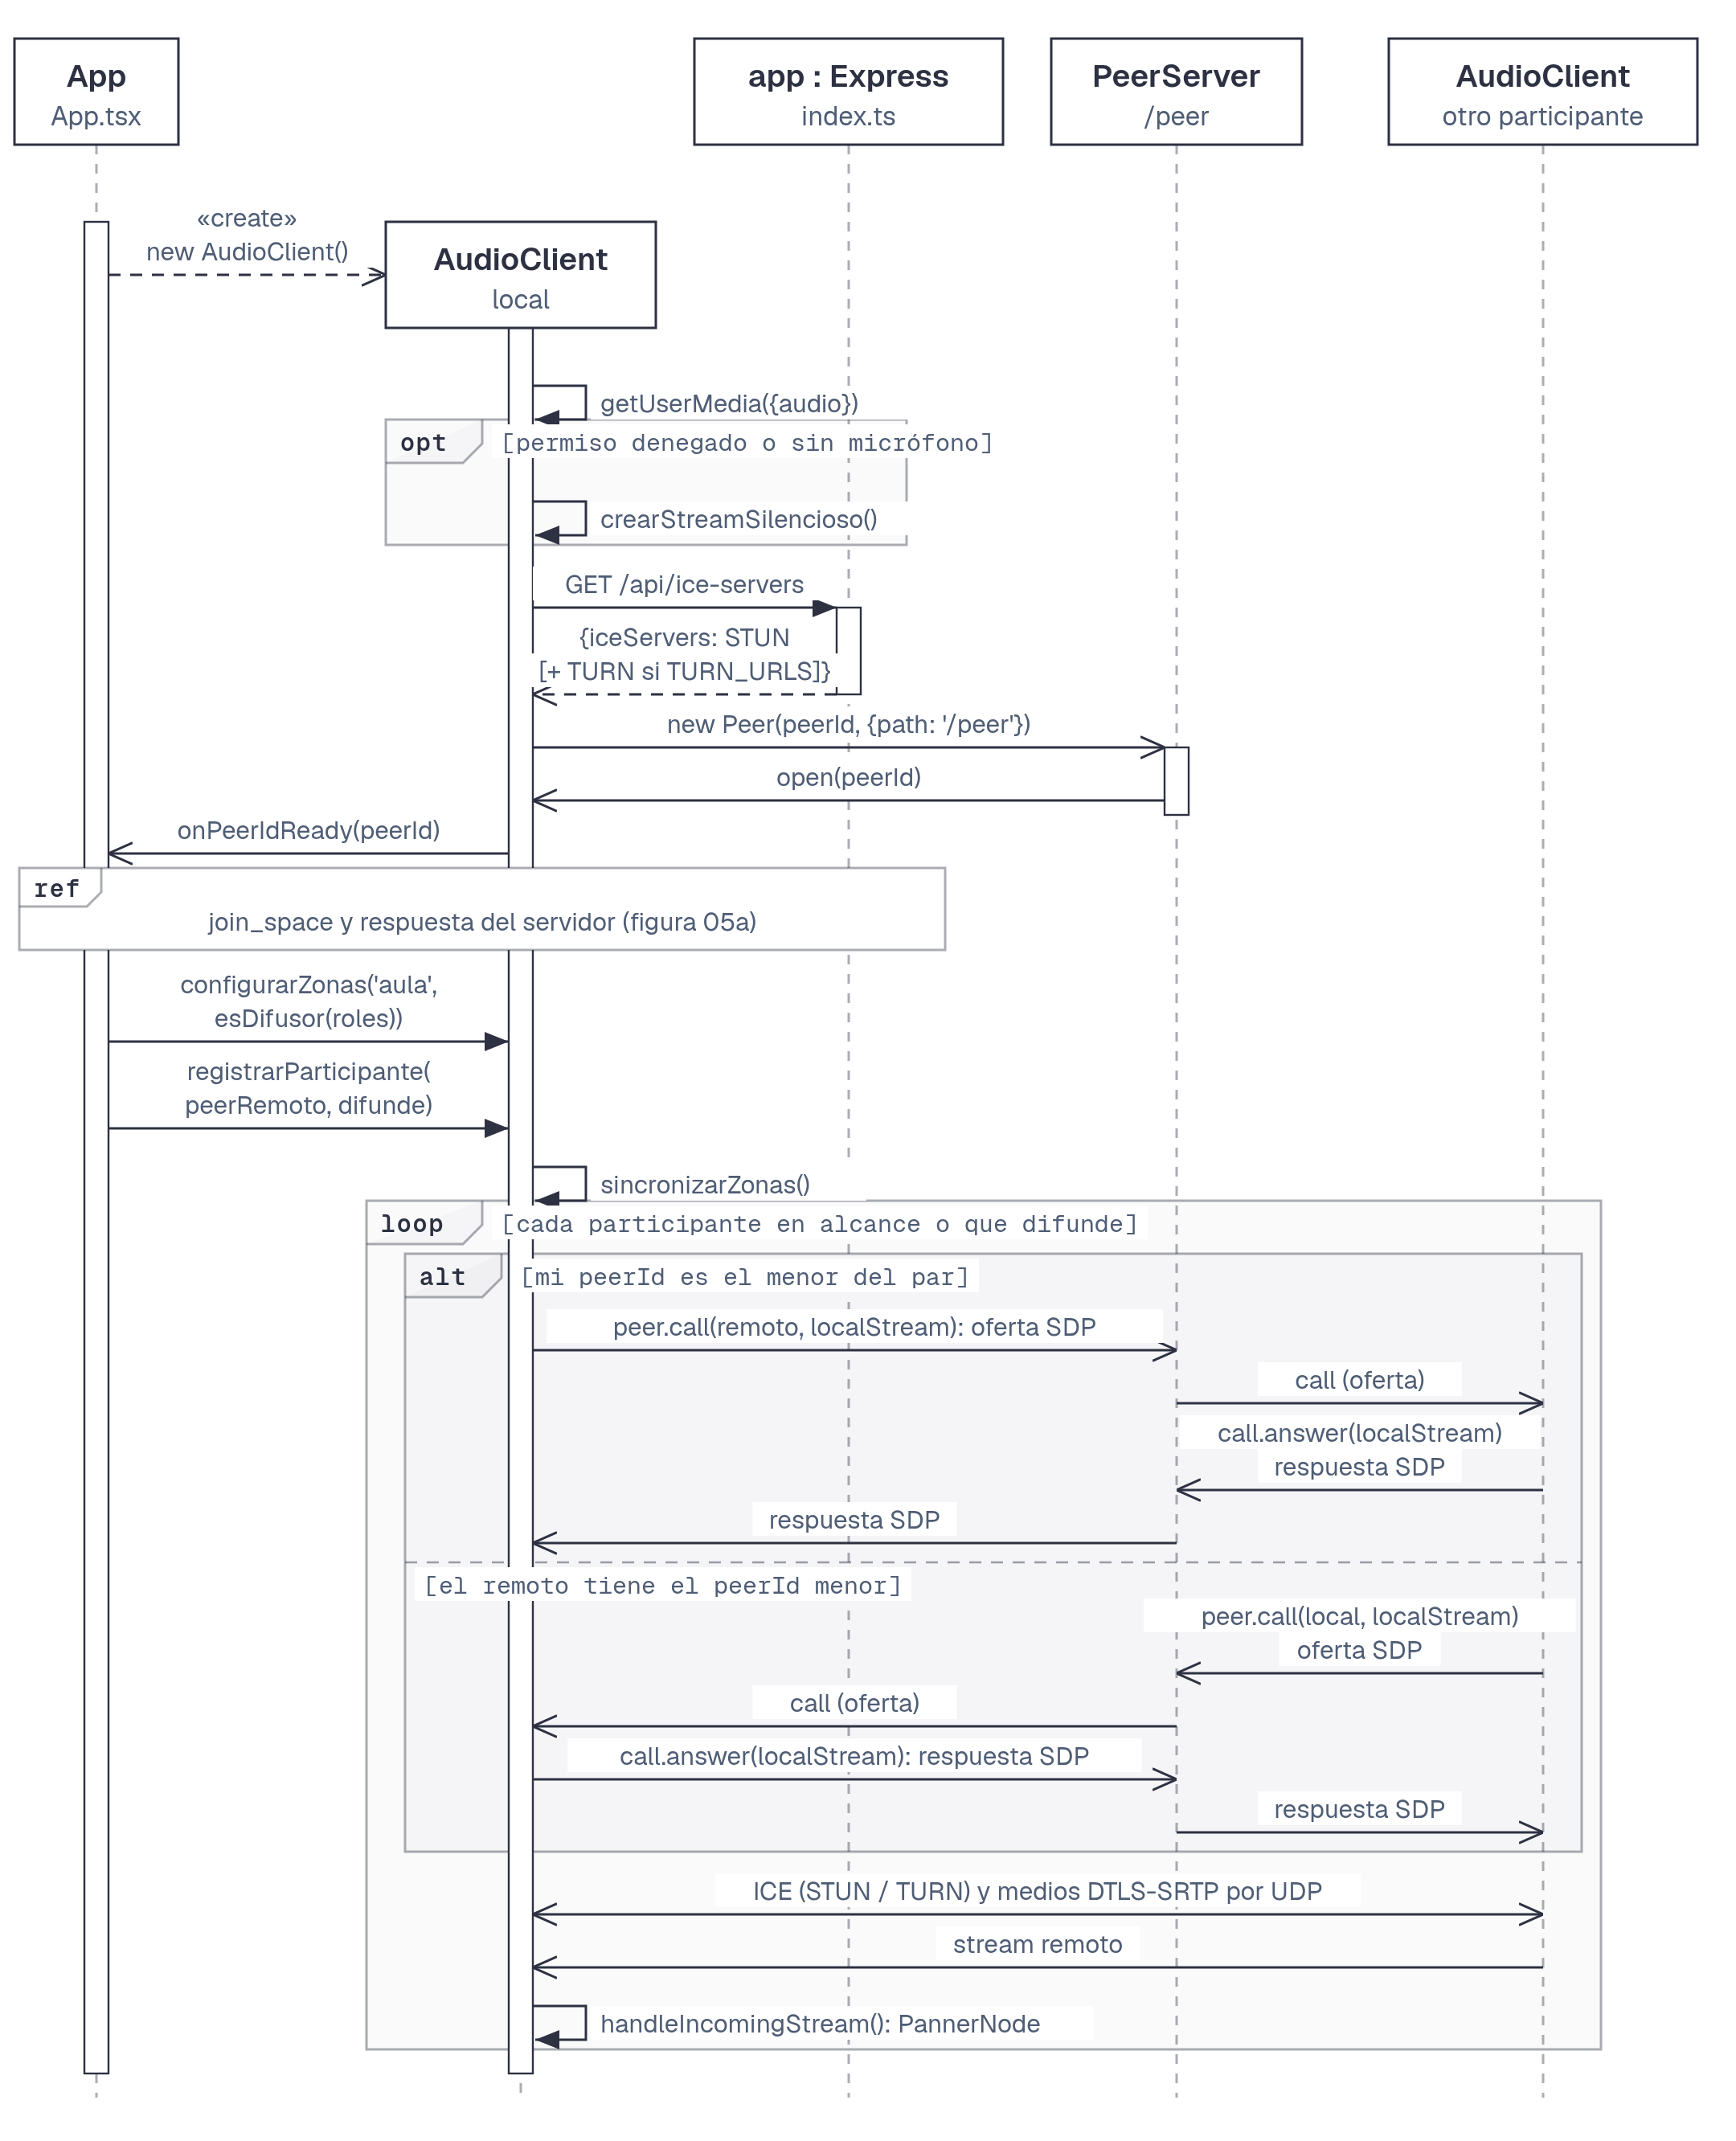 App
App.tsx
app : Express
index.ts
PeerServer
/peer
AudioClient
otro participante
«create»
new AudioClient()
AudioClient
local
getUserMedia({audio})
opt
[permiso denegado o sin micrófono]
crearStreamSilencioso()
GET /api/ice-servers
{iceServers: STUN
[+ TURN si TURN_URLS]}
new Peer(peerId, {path: '/peer'})
open(peerId)
onPeerIdReady(peerId)
ref
join_space y respuesta del servidor (figura 05a)
configurarZonas('aula',
esDifusor(roles))
registrarParticipante(
peerRemoto, difunde)
sincronizarZonas()
loop
[cada participante en alcance o que difunde]
alt
[mi peerId es el menor del par]
peer.call(remoto, localStream): oferta SDP
call (oferta)
call.answer(localStream)
respuesta SDP
respuesta SDP
[el remoto tiene el peerId menor]
peer.call(local, localStream)
oferta SDP
call (oferta)
call.answer(localStream): respuesta SDP
respuesta SDP
ICE (STUN / TURN) y medios DTLS-SRTP por UDP
stream remoto
handleIncomingStream(): PannerNode